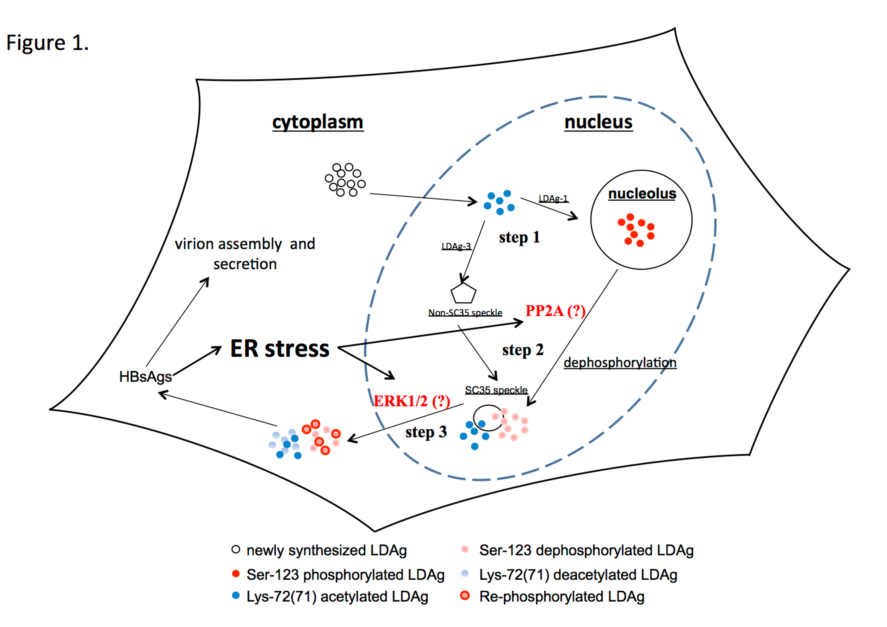 Figure 1.
cytoplasm
nucleus
LDAg-1
nucleolus
step 1
virion assembly and
secretion
LDAg-3
Non-SC35 speckle
PP2A (?)
ER stress
step 2
dephosphorylation
HBsAgs
SC35 speckle
ERK1/2 (?)
step 3
newly synthesized LDAg
Ser-123 dephosphorylated LDAg
Ser-123 phosphorylated LDAg
Lys-72(71) deacetylated LDAg
Lys-72(71) acetylated LDAg
Re-phosphorylated LDAg